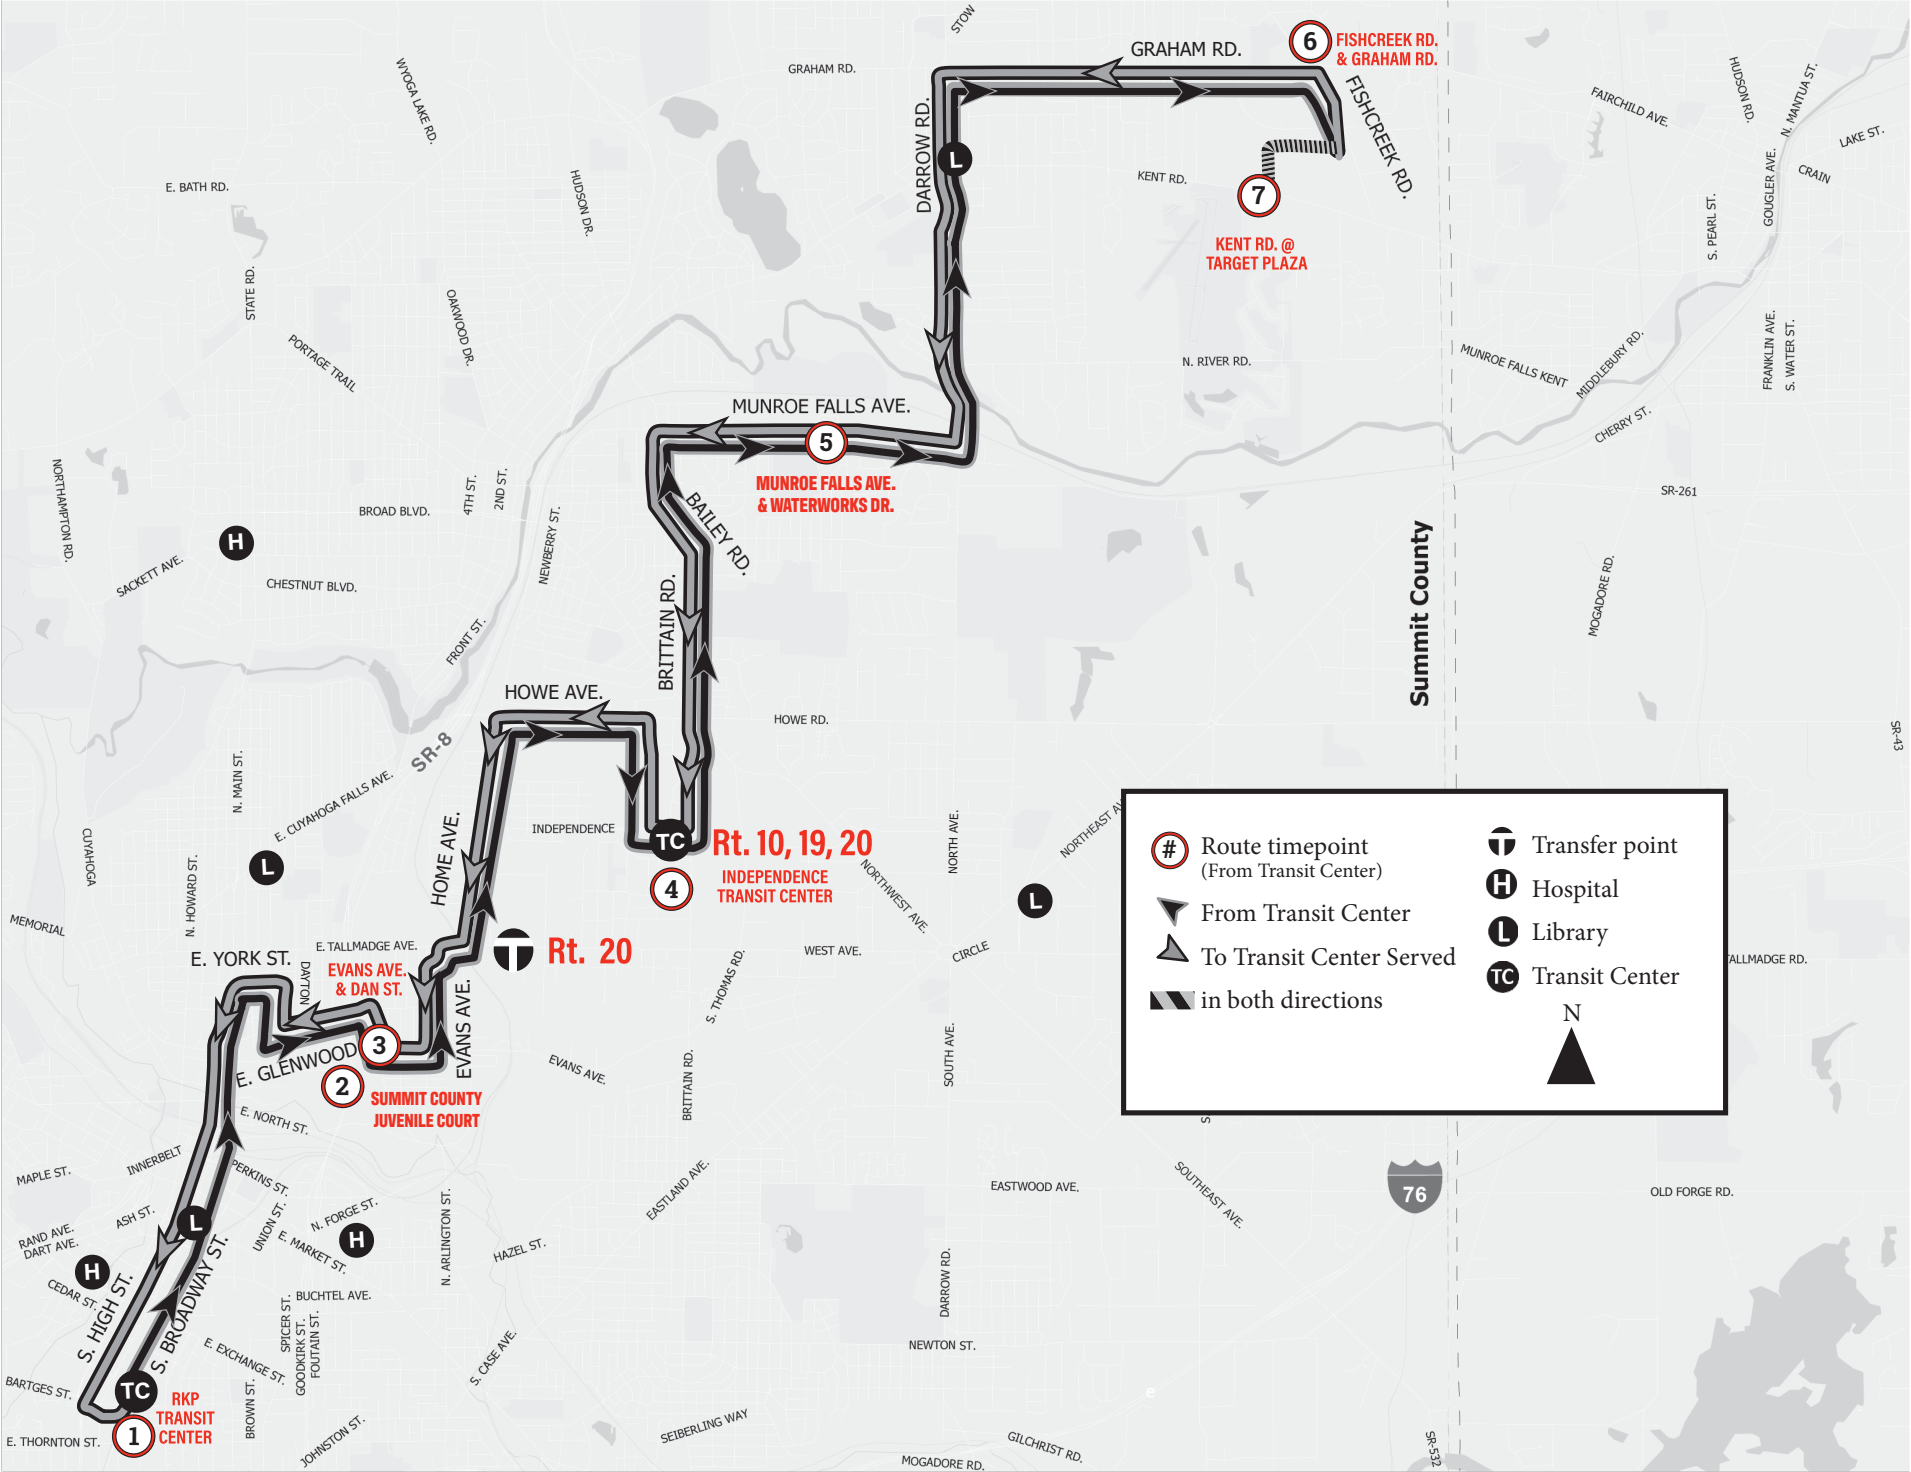 STOW
GRAHAM RD.
6
FISHCREEK RD.
& GRAHAM RD.
GRAHAM RD.
WYOGA LAKE RD.
FISHCREEK RD.
FAIRCHILD AVE.
HUDSON RD.
N. MANTUA ST.
LAKE ST.
CRAIN
GOUGLER AVE.
S. PEARL ST.
DARROW RD.
L
KENT RD.
7
KENT RD. @
TARGET PLAZA
E. BATH RD.
HUDSON DR.
STATE RD.
OAKWOOD DR.
PORTAGE TRAIL
N. RIVER RD.
MUNROE FALLS KENT
MIDDLEBURY RD.
FRANKLIN AVE.
S. WATER ST.
CHERRY ST.
MUNROE FALLS AVE.
5
MUNROE FALLS AVE.
& WATERWORKS DR.
BAILEY RD.
NORTHAMPTON RD.
4TH ST.
2ND ST.
BROAD BLVD.
NEWBERRY ST.
SR-261
H
SACKETT AVE.
CHESTNUT BLVD.
FRONT ST.
BRITTAIN RD.
Summit County
MOGADORE RD.
HOWE AVE.
HOWE RD.
SR-43
SR-8
N. MAIN ST.
E. CUYAHOGA FALLS AVE.
CUYAHOGA
L
N. HOWARD ST.
HOME AVE.
INDEPENDENCE
TC
Rt. 10, 19, 20
4
INDEPENDENCE
TRANSIT CENTER
NORTHWEST AVE.
NORTH AVE.
NORTHEAST AV
L
#
Route timepoint
(From Transit Center)
From Transit Center
To Transit Center Served
in both directions
T
Transfer point
H
Hospital
L
Library
TC
Transit Center
N
MEMORIAL
E. YORK ST.
E. TALLMADGE AVE.
DAYTON
EVANS AVE.
& DAN ST.
T
Rt. 20
WEST AVE.
CIRCLE
TALLMADGE RD.
S. THOMAS RD.
EVANS AVE.
3
E. GLENWOOD
2
SUMMIT COUNTY
JUVENILE COURT
EVANS AVE.
BRITTAIN RD.
SOUTH AVE.
S
E. NORTH ST.
INNERBELT
MAPLE ST.
PERKINS ST.
EASTLAND AVE.
EASTWOOD AVE.
SOUTHEAST AVE.
76
OLD FORGE RD.
ASH ST.
RAND AVE.
DART AVE.
L
UNION ST.
N. FORGE ST.
E. MARKET ST.
H
N. ARLINGTON ST.
HAZEL ST.
H
CEDAR ST.
S. HIGH ST.
S. BROADWAY ST.
BUCHTEL AVE.
SPICER ST.
GOODKIRK ST.
FOUTAIN ST.
DARROW RD.
E. EXCHANGE ST.
S. CASE AVE.
NEWTON ST.
BARTGES ST.
TC
RKP
TRANSIT
CENTER
1
BROWN ST.
e
E. THORNTON ST.
JOHNSTON ST.
SEIBERLING WAY
GILCHRIST RD.
MOGADORE RD.
SR-532